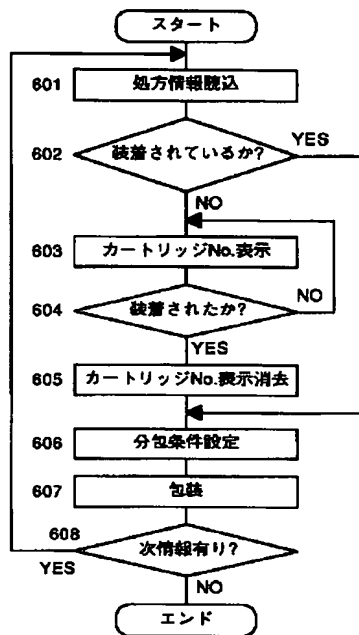 スタート
601 処方情報読込
602 装着されているか? YES
NO
603 カートリッジNo.表示
604 装着されたか? NO
YES
605 カートリッジNo.表示消去
606 分包条件設定
607 包装
608
次情報有り?
YES
NO
エンド